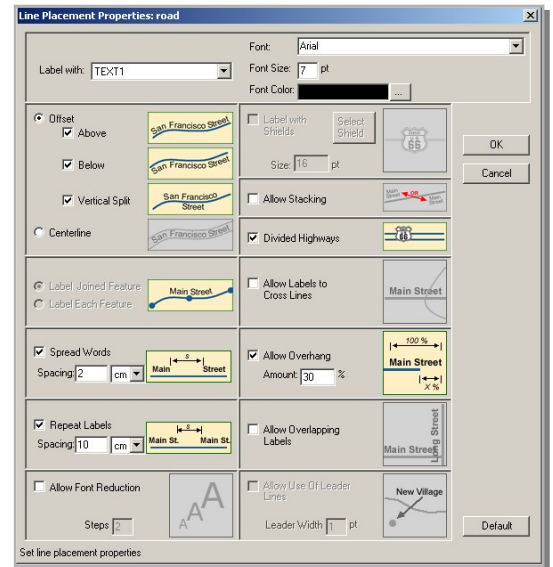 Line Placement Properties: road
Label with: TEXT1
Font: Arial
Font Size: 7 pt
Font Color: ...
Offset
Above
San Francisco Street
Below
San Francisco Street
Vertical Split
San Francisco
Street
Centerline
San Francisco Street
Label Joined Feature
Label Each Feature
Main Street
Spread Words
Spacing: 2 cm
s
Main Street
Repeat Labels
Spacing: 10 cm
s
Main St. Main St.
Allow Font Reduction
Steps 2
AAA
Label with
Shields
Select
Shield
Size: 16 pt
66
Allow Stacking
Main
Street
OR
Main
Street
Divided Highways
66
Allow Labels to
Cross Lines
Main Street
Allow Overhang
Amount: 30 %
100 %
Main Street
X %
Allow Overlapping
Labels
Main Street
Long Street
Allow Use Of Leader
Lines
Leader Width 1 pt
New Village
OK
Cancel
Default
Set line placement properties